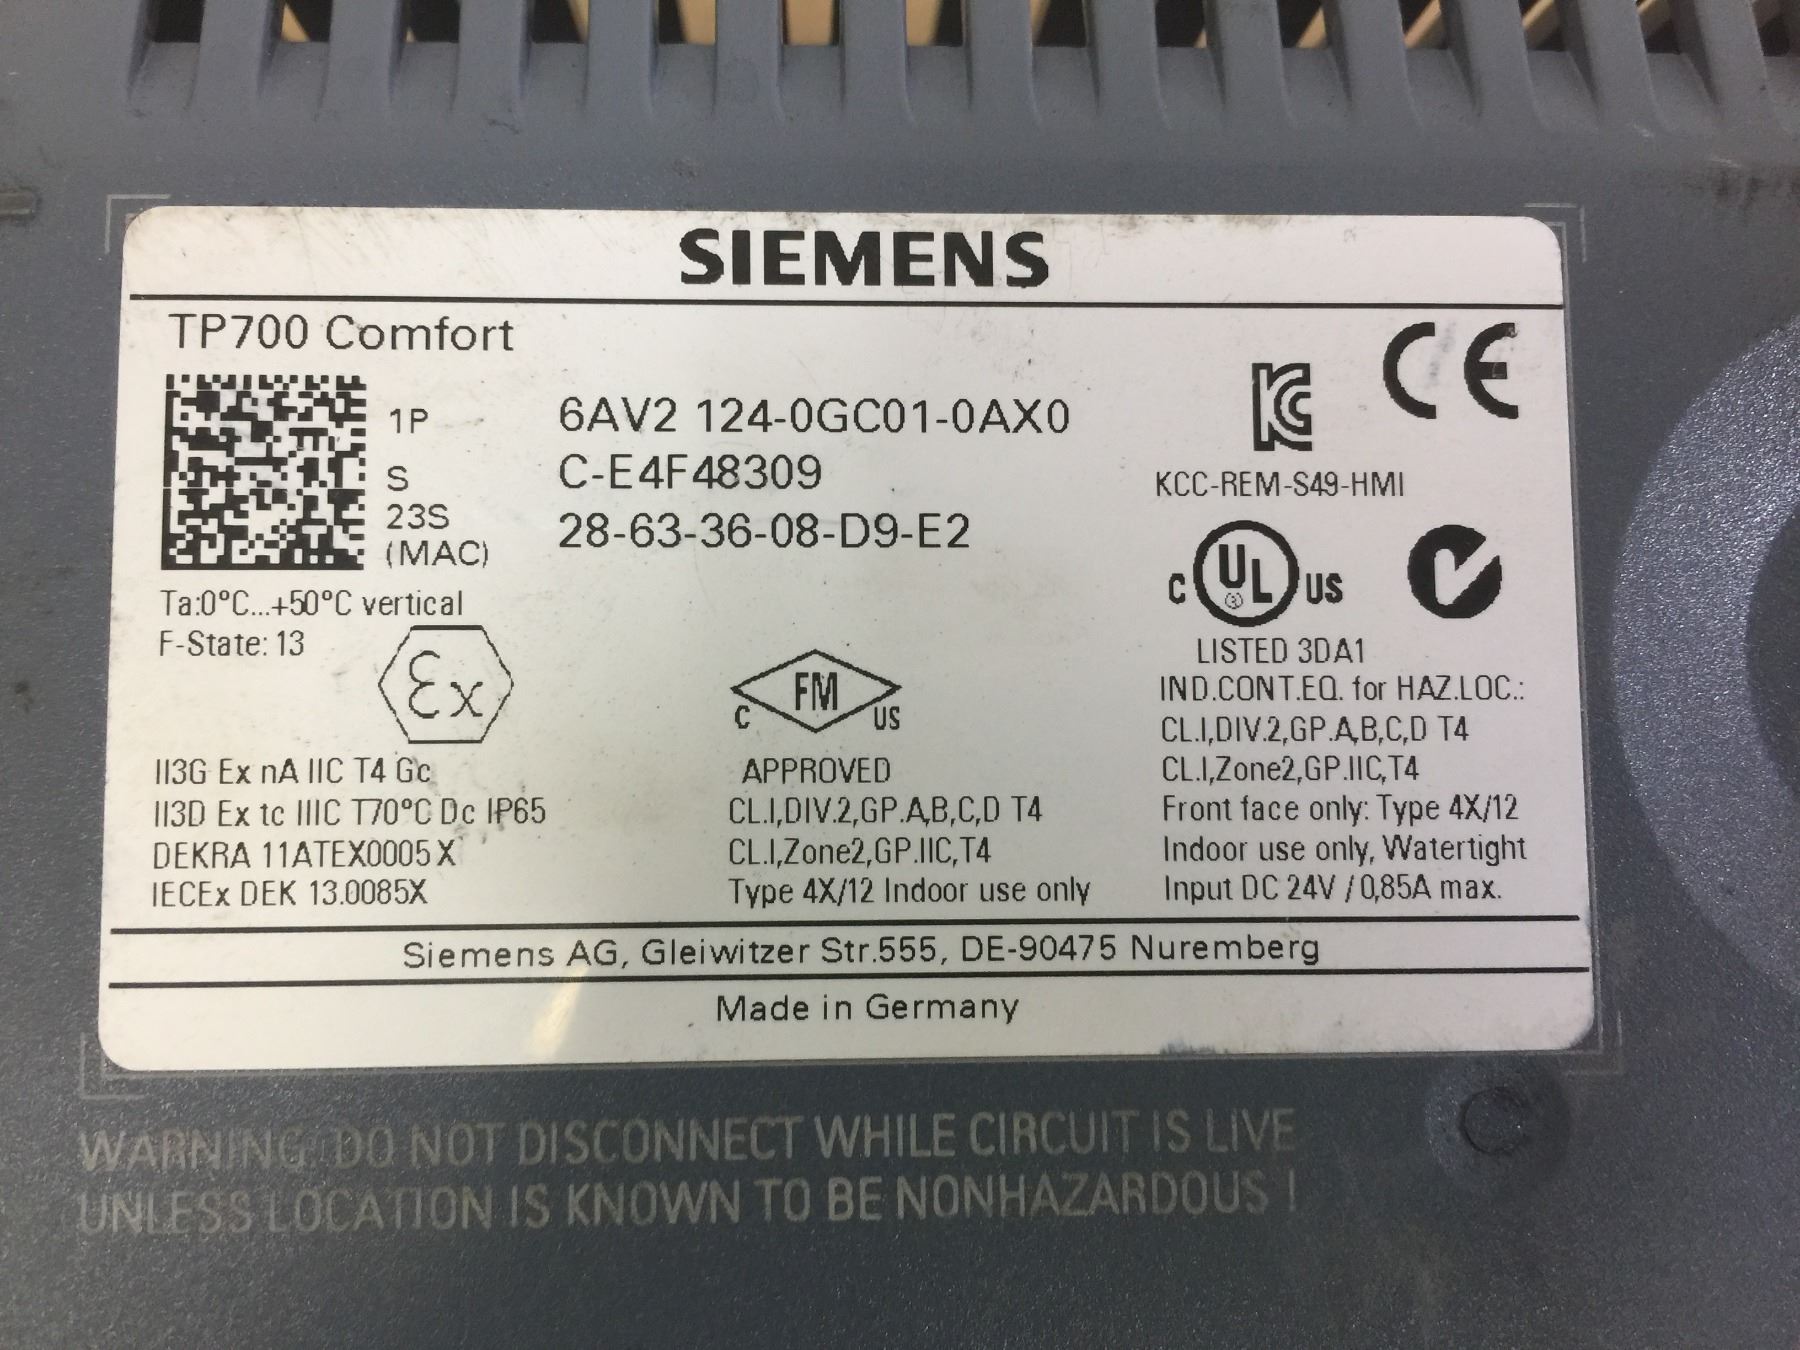 SIEMENS
TP700 Comfort
1P 6AV2 124-0GC01-0AX0
S C-E4F48309
23S 28-63-36-08-D9-E2
(MAC)
CE
KC
KCC-REM-S49-HMI
Ta:0°C...+50°C vertical
F-State: 13
Ex
II3G Ex nA IIC T4 Gc
II3D Ex tc IIIC T70°C Dc IP65
DEKRA 11ATEX0005 X
IECEx DEK 13.0085X
C FM US
APPROVED
CL.I,DIV.2,GP.A,B,C,D T4
CL.I,Zone2,GP.IIC,T4
Type 4X/12 Indoor use only
C UL US
LISTED 3DA1
IND.CONT.EQ. for HAZ.LOC.:
CL.I,DIV.2,GP.A,B,C,D T4
CL.I,Zone2,GP.IIC,T4
Front face only: Type 4X/12
Indoor use only, Watertight
Input DC 24V / 0,85A max.
Siemens AG, Gleiwitzer Str.555, DE-90475 Nuremberg
Made in Germany
WARNING: DO NOT DISCONNECT WHILE CIRCUIT IS LIVE
UNLESS LOCATION IS KNOWN TO BE NONHAZARDOUS !